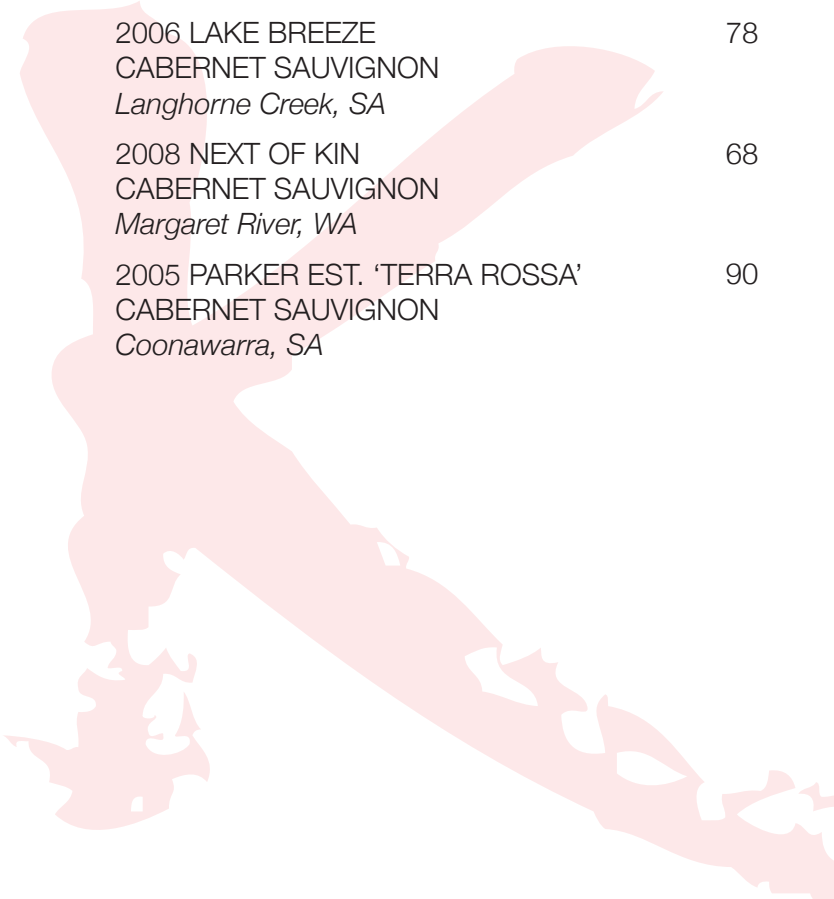 2006 LAKE BREEZE 78
CABERNET SAUVIGNON
Langhorne Creek, SA
2008 NEXT OF KIN 68
CABERNET SAUVIGNON
Margaret River, WA
2005 PARKER EST. ‘TERRA ROSSA’ 90
CABERNET SAUVIGNON
Coonawarra, SA